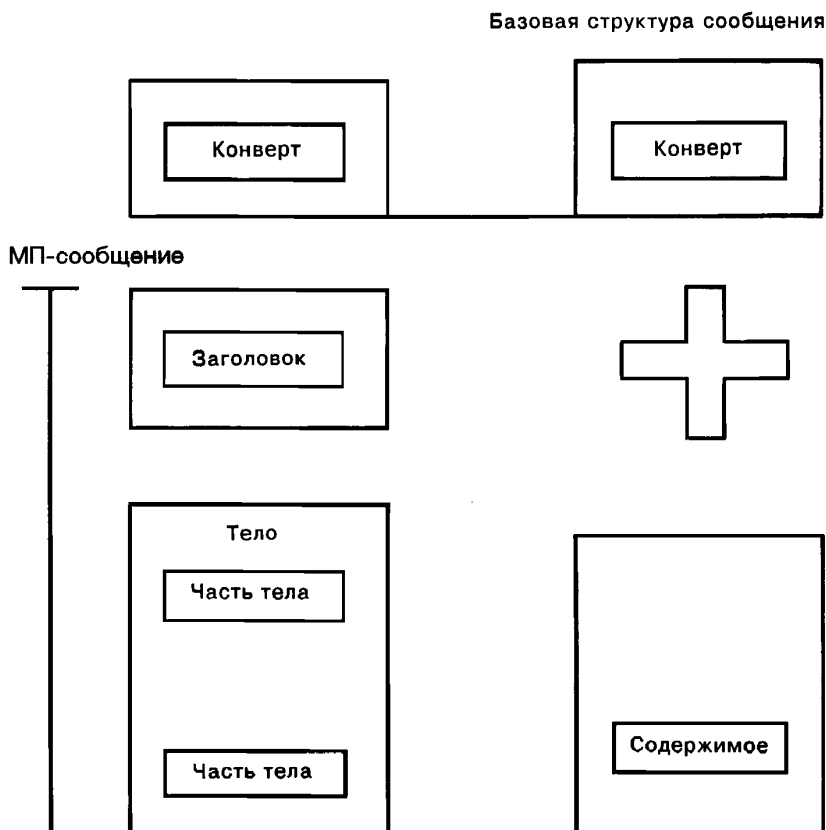 Базовая структура сообщения
Конверт
Конверт
МП-сообщение
Заголовок
Тело
Часть тела
Часть тела
Содержимое